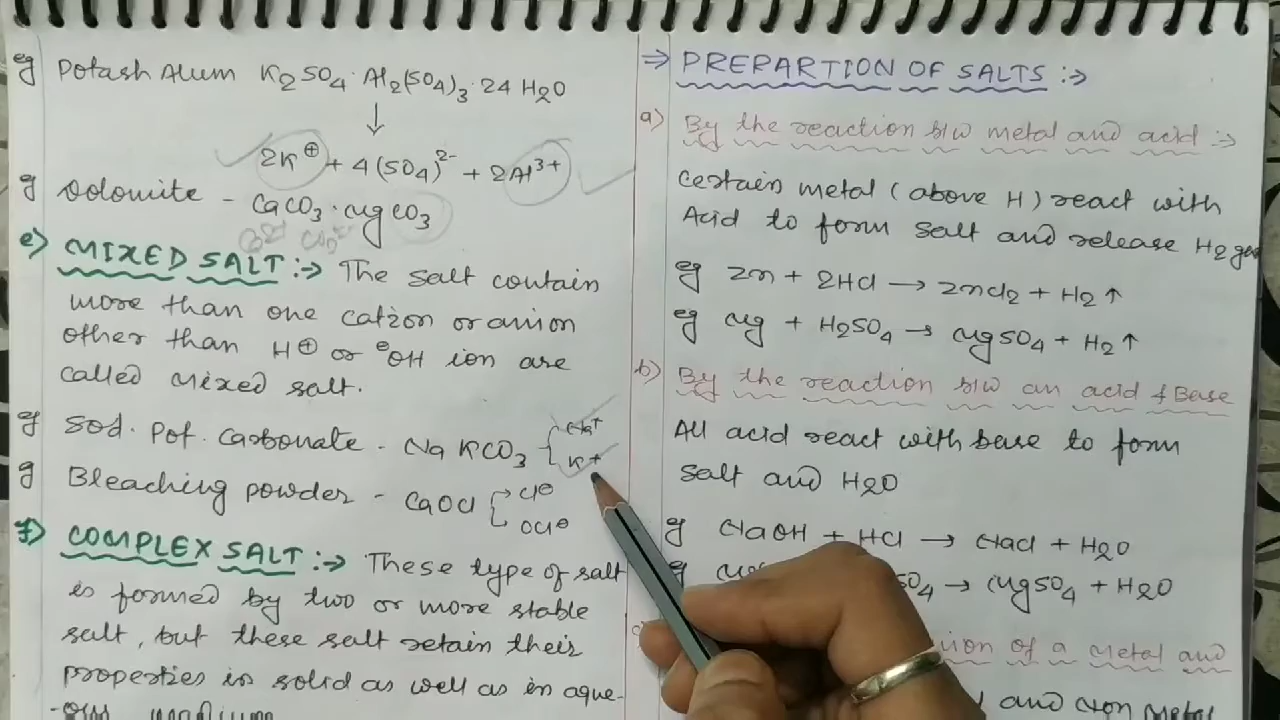 eg Potash Alum K2SO4 · Al2(SO4)3 · 24 H2O
↓
2K⊕ + 4(SO4)2- + 2Al3+
eg Dolomite - CaCO3 · MgCO3
e) MIXED SALT :→ The salt contain
more than one cation or anion
other than H⊕ or ⊖OH ion are
called Mixed salt.
eg Sod. Pot. Carbonate - Na KCO3 { Na+
K+
eg Bleaching powder - CaOCl → Cl⊖
OCl⊖
f) COMPLEX SALT :→ These type of salt
is formed by two or more stable
salt, but these salt retain their
properties in solid as well as in aque-
-ous medium
⇒ PREPARTION OF SALTS :→
a) By the reaction b/w metal and acid :→
Certain metal (above H) react with
Acid to form salt and release H2 gas
eg Zn + 2HCl → ZnCl2 + H2 ↑
eg Mg + H2SO4 → MgSO4 + H2 ↑
b) By the reaction b/w an acid & Base
All acid react with base to form
salt and H2O
eg NaOH + HCl → NaCl + H2O
eg SO4 → MgSO4 + H2O
of a Metal and
and Non Metal